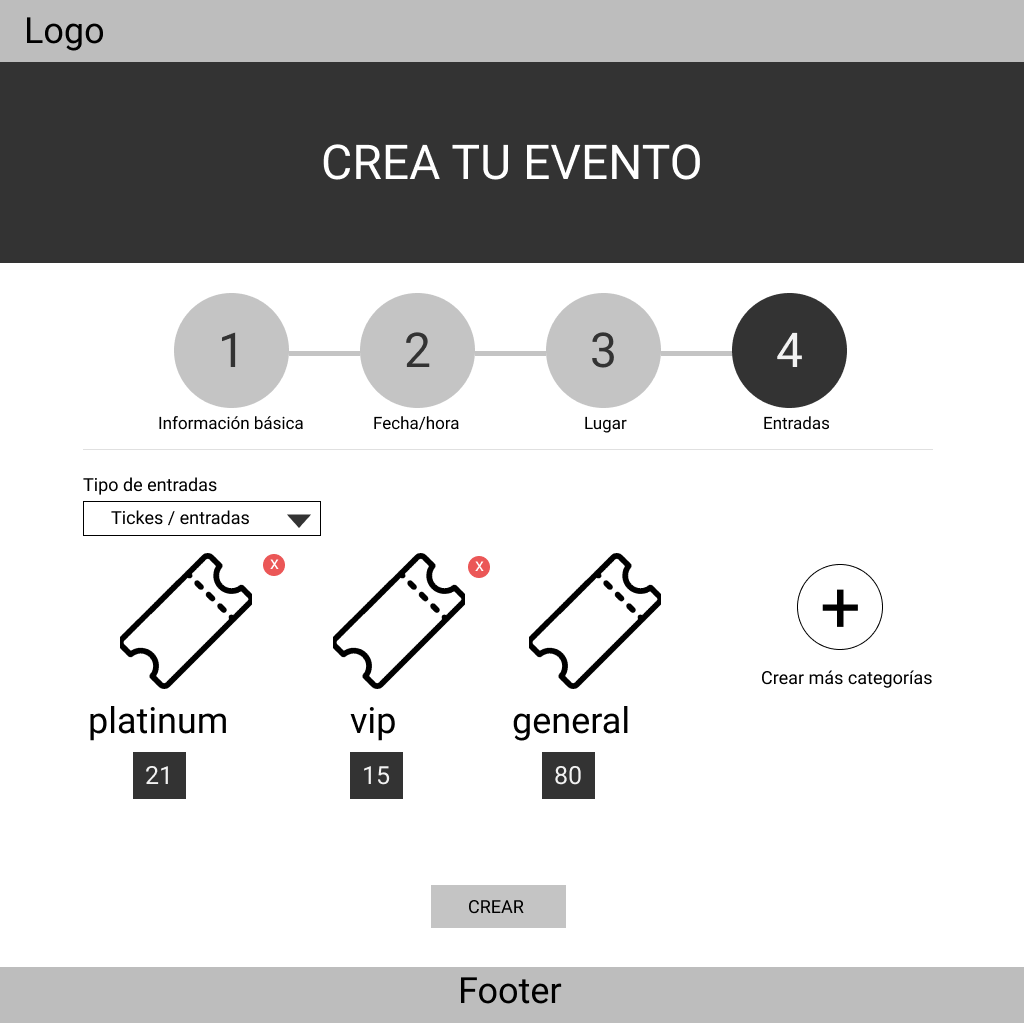 Logo
CREA TU EVENTO
1 2 3 4
Información básica Fecha/hora Lugar Entradas
Tipo de entradas
Tickes / entradas
X X
Crear más categorías
platinum vip general
21 15 80
CREAR
Footer